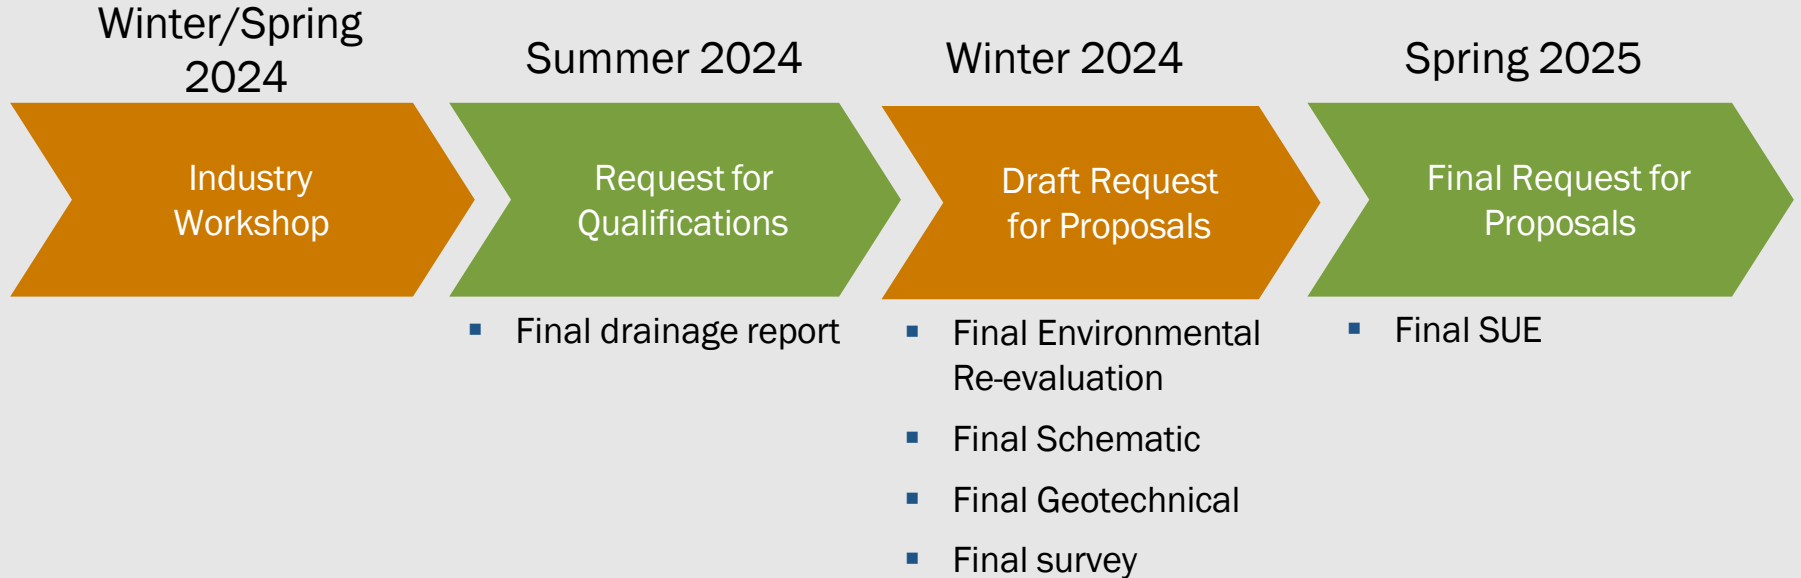 Winter/Spring
2024
Industry
Workshop
Summer 2024
Request for
Qualifications
▪ Final drainage report
Winter 2024
Draft Request
for Proposals
▪ Final Environmental
Re-evaluation
▪ Final Schematic
▪ Final Geotechnical
▪ Final survey
Spring 2025
Final Request for
Proposals
▪ Final SUE